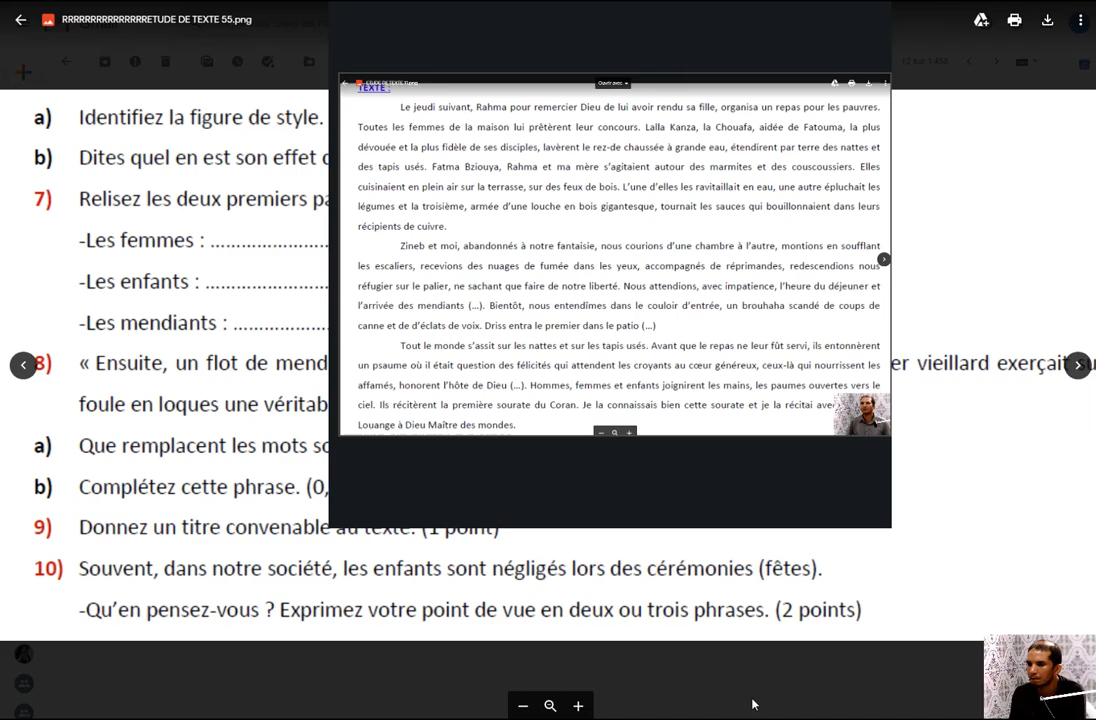 RRRRRRRRRRRRRRRETUDE DE TEXTE 55.png
12 sur 1 458
a) Identifiez la figure de style.
b) Dites quel en est son effet
7) Relisez les deux premiers
-Les femmes : ........................
-Les enfants : ........................
-Les mendiants : ....................
8) « Ensuite, un flot de mend
er vieillard exerçait
foule en loques une véritab
a) Que remplacent les mots
b) Complétez cette phrase. (0,
9) Donnez un titre convenable au texte. (1 point)
10) Souvent, dans notre société, les enfants sont négligés lors des cérémonies (fêtes).
-Qu'en pensez-vous ? Exprimez votre point de vue en deux ou trois phrases. (2 points)
ETUDE DE TEXTE 11.png
Ouvrir avec
TEXTE :
Le jeudi suivant, Rahma pour remercier Dieu de lui avoir rendu sa fille, organisa un repas pour les pauvres.
Toutes les femmes de la maison lui prêtèrent leur concours. Lalla Kanza, la Chouafa, aidée de Fatouma, la plus
dévouée et la plus fidèle de ses disciples, lavèrent le rez-de chaussée à grande eau, étendirent par terre des nattes et
des tapis usés. Fatma Bziouya, Rahma et ma mère s'agitaient autour des marmites et des couscoussiers. Elles
cuisinaient en plein air sur la terrasse, sur des feux de bois. L'une d'elles les ravitaillait en eau, une autre épluchait les
légumes et la troisième, armée d'une louche en bois gigantesque, tournait les sauces qui bouillonnaient dans leurs
récipients de cuivre.
Zineb et moi, abandonnés à notre fantaisie, nous courions d'une chambre à l'autre, montions en soufflant
les escaliers, recevions des nuages de fumée dans les yeux, accompagnés de réprimandes, redescendions nous
réfugier sur le palier, ne sachant que faire de notre liberté. Nous attendions, avec impatience, l'heure du déjeuner et
l'arrivée des mendiants (...). Bientôt, nous entendîmes dans le couloir d'entrée, un brouhaha scandé de coups de
canne et de d'éclats de voix. Driss entra le premier dans le patio (...)
Tout le monde s'assit sur les nattes et sur les tapis usés. Avant que le repas ne leur fût servi, ils entonnèrent
un psaume où il était question des félicités qui attendent les croyants au cœur généreux, ceux-là qui nourrissent les
affamés, honorent l'hôte de Dieu (...). Hommes, femmes et enfants joignirent les mains, les paumes ouvertes vers le
ciel. Ils récitèrent la première sourate du Coran. Je la connaissais bien cette sourate et je la récitai
Louange à Dieu Maître des mondes.